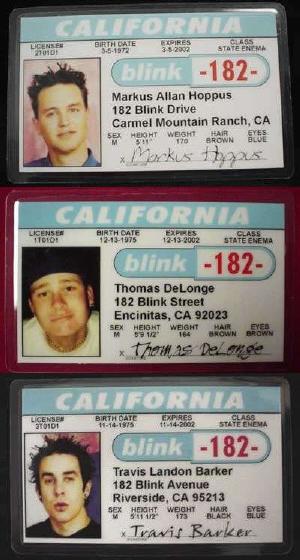 CALIFORNIA
LICENSE# BIRTH DATE EXPIRES CLASS
2T01D1 3-5-1972 3-5-2002 STATE ENEMA
blink -182-
Markus Allan Hoppus
182 Blink Drive
Carmel Mountain Ranch, CA
SEX HEIGHT WEIGHT HAIR EYES
M 5'11" 170 BROWN BLUE
x Markus Hoppus
CALIFORNIA
LICENSE# BIRTH DATE EXPIRES CLASS
1T01D1 12-13-1975 12-13-2002 STATE ENEMA
blink -182-
Thomas DeLonge
182 Blink Street
Encinitas, CA 92023
SEX HEIGHT WEIGHT HAIR EYES
M 5'9 1/2" 164 BROWN BROWN
x Thomas DeLonge
CALIFORNIA
LICENSE# BIRTH DATE EXPIRES CLASS
3T01D1 11-14-1975 11-14-2002 STATE ENEMA
blink -182-
Travis Landon Barker
182 Blink Avenue
Riverside, CA 95213
SEX HEIGHT WEIGHT HAIR EYES
M 5'11 1/2" 173 BLACK BLUE
x Travis Barker